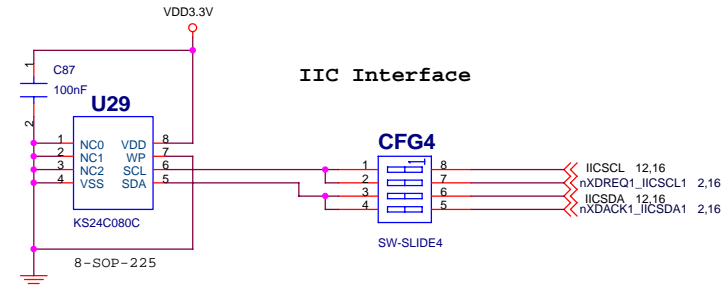 VDD3.3V
IIC Interface
1
C87
100nF
2
U29
1 NC0 VDD 8
2 NC1 WP 7
3 NC2 SCL 6
4 VSS SDA 5
KS24C080C
8-SOP-225
CFG4
1 8
2 7
3 6
4 5
SW-SLIDE4
IICSCL 12,16
nXDREQ1_IICSCL1 2,16
IICSDA 12,16
nXDACK1_IICSDA1 2,16